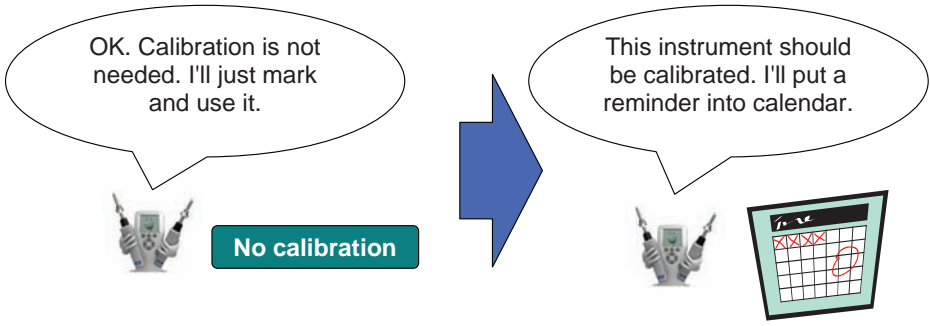 OK. Calibration is not
needed. I'll just mark
and use it.
This instrument should
be calibrated. I'll put a
reminder into calendar.
No calibration